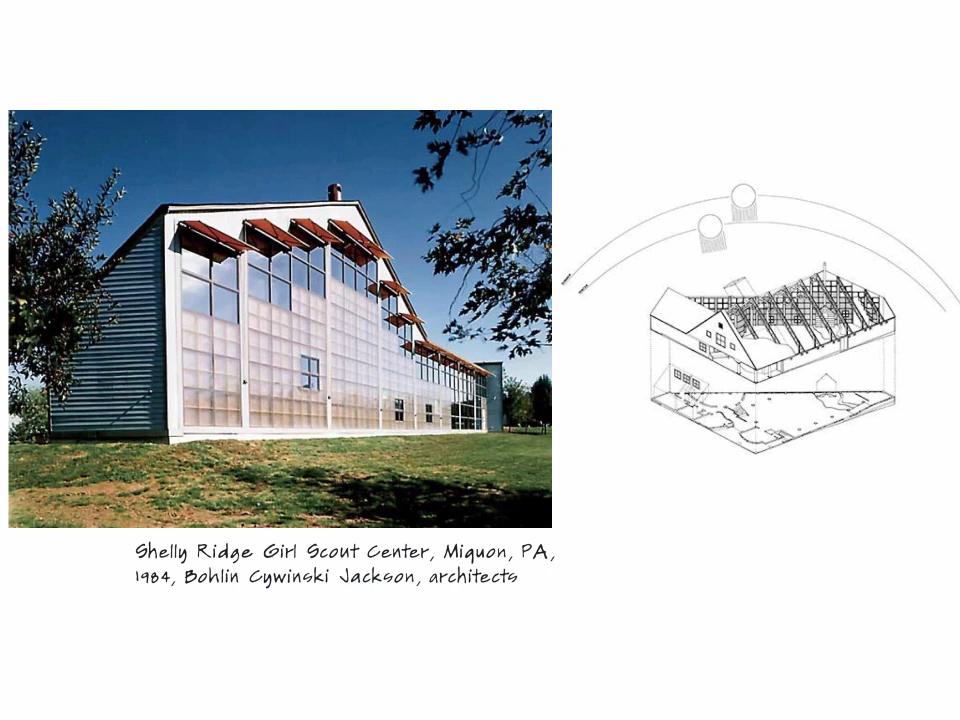 Shelly Ridge Girl Scout Center, Miquon, PA,
1984, Bohlin Cywinski Jackson, architects